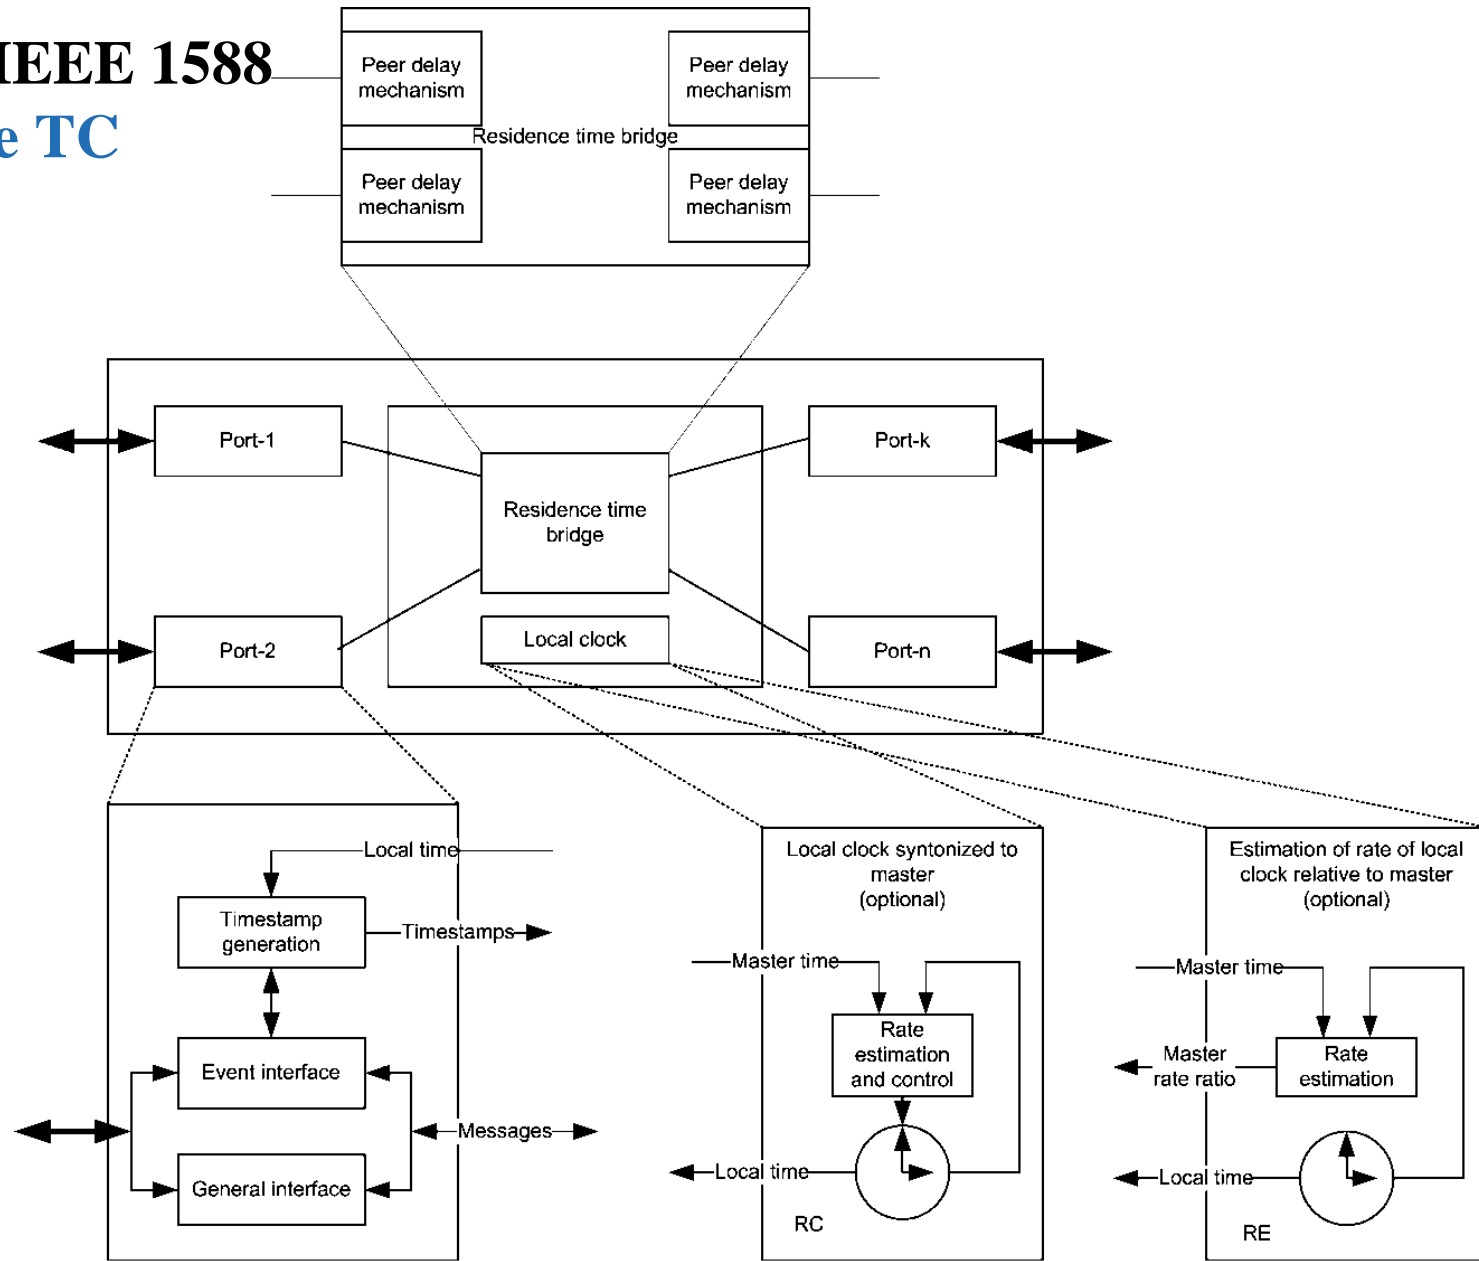 IEEE 1588
e TC
Peer delay
mechanism
Peer delay
mechanism
Residence time bridge
Peer delay
mechanism
Peer delay
mechanism
Port-1
Port-k
Residence time
bridge
Port-2
Local clock
Port-n
Local time
Timestamp
generation
Timestamps
Event interface
Messages
General interface
Local clock syntonized to
master
(optional)
Master time
Rate
estimation
and control
Local time
RC
Estimation of rate of local
clock relative to master
(optional)
Master time
Master
rate ratio
Rate
estimation
Local time
RE